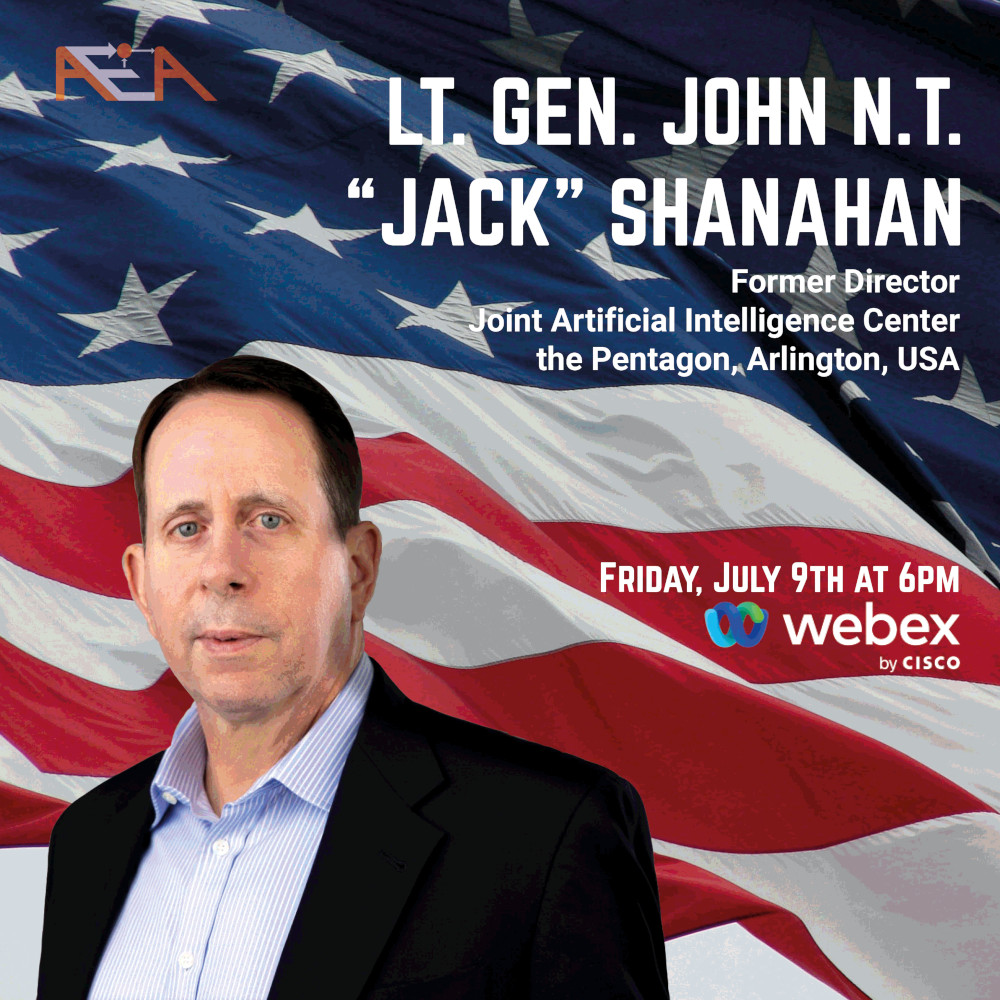 AEIA
LT. GEN. JOHN N.T.
“JACK” SHANAHAN
Former Director
Joint Artificial Intelligence Center
the Pentagon, Arlington, USA
FRIDAY, JULY 9TH AT 6PM
webex
by CISCO